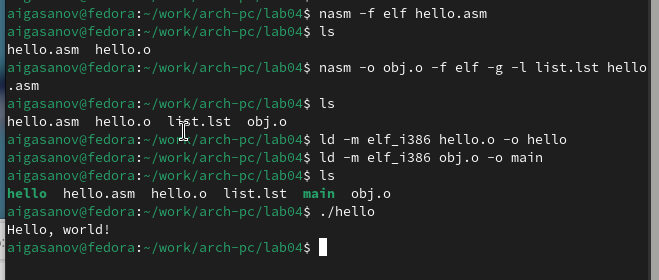 aigasanov@fedora:~/work/arch-pc/lab04$ nasm -f elf hello.asm
aigasanov@fedora:~/work/arch-pc/lab04$ ls
hello.asm  hello.o
aigasanov@fedora:~/work/arch-pc/lab04$ nasm -o obj.o -f elf -g -l list.lst hello
.asm
aigasanov@fedora:~/work/arch-pc/lab04$ ls
hello.asm  hello.o  list.lst  obj.o
aigasanov@fedora:~/work/arch-pc/lab04$ ld -m elf_i386 hello.o -o hello
aigasanov@fedora:~/work/arch-pc/lab04$ ld -m elf_i386 obj.o -o main
aigasanov@fedora:~/work/arch-pc/lab04$ ls
hello  hello.asm  hello.o  list.lst  main  obj.o
aigasanov@fedora:~/work/arch-pc/lab04$ ./hello
Hello, world!
aigasanov@fedora:~/work/arch-pc/lab04$